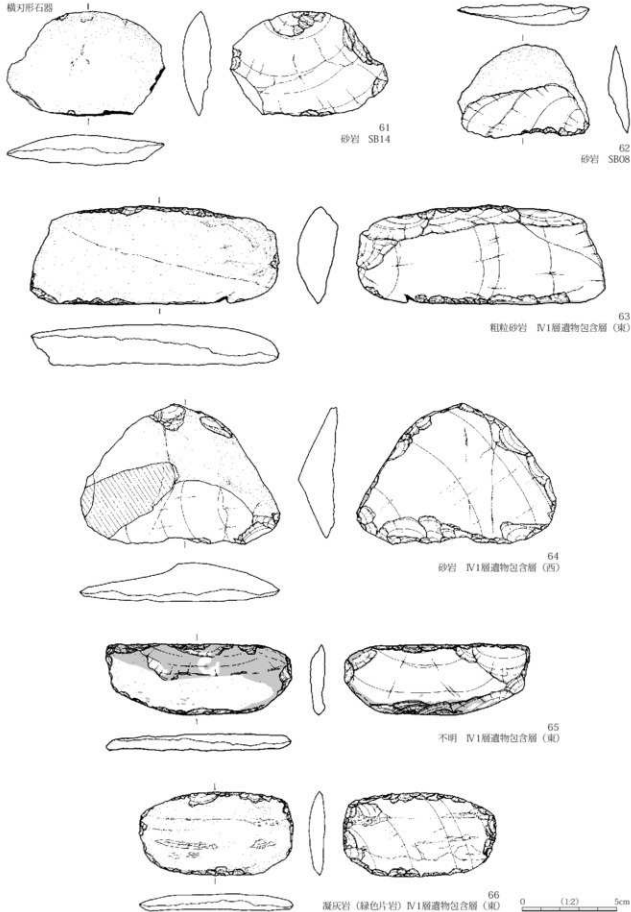 横刃形石器
61
砂岩 SB14
62
砂岩 SB08
63
粗粒砂岩 Ⅳ1層遺物包含層（東）
64
砂岩 Ⅳ1層遺物包含層（西）
65
不明 Ⅳ1層遺物包含層（東）
66
凝灰岩（緑色片岩）Ⅳ1層遺物包含層（東）
0 (1:2) 5cm